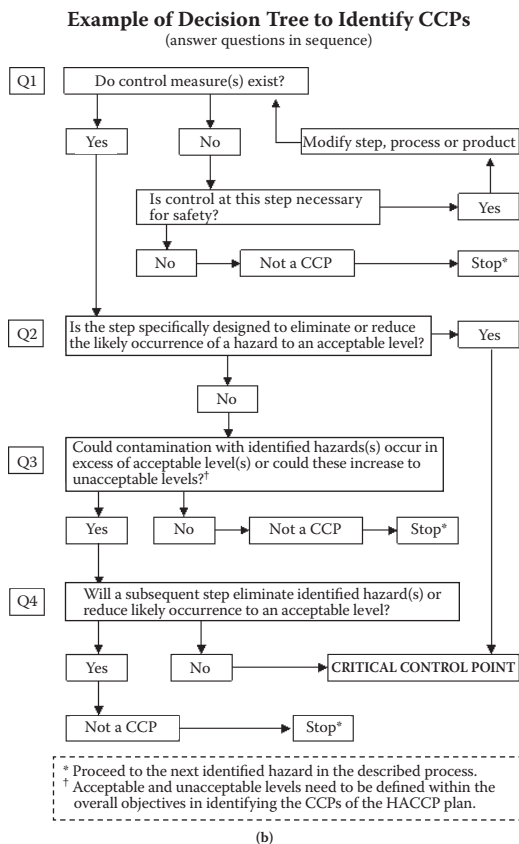 Example of Decision Tree to Identify CCPs
(answer questions in sequence)
Q1
Do control measure(s) exist?
Yes
No
Modify step, process or product
Is control at this step necessary
for safety?
Yes
No
Not a CCP
Stop*
Q2
Is the step specifically designed to eliminate or reduce
the likely occurrence of a hazard to an acceptable level?
Yes
No
Q3
Could contamination with identified hazards(s) occur in
excess of acceptable level(s) or could these increase to
unacceptable levels?†
Yes
No
Not a CCP
Stop*
Q4
Will a subsequent step eliminate identified hazard(s) or
reduce likely occurrence to an acceptable level?
Yes
No
CRITICAL CONTROL POINT
Not a CCP
Stop*
* Proceed to the next identified hazard in the described process.
† Acceptable and unacceptable levels need to be defined within the
overall objectives in identifying the CCPs of the HACCP plan.
(b)